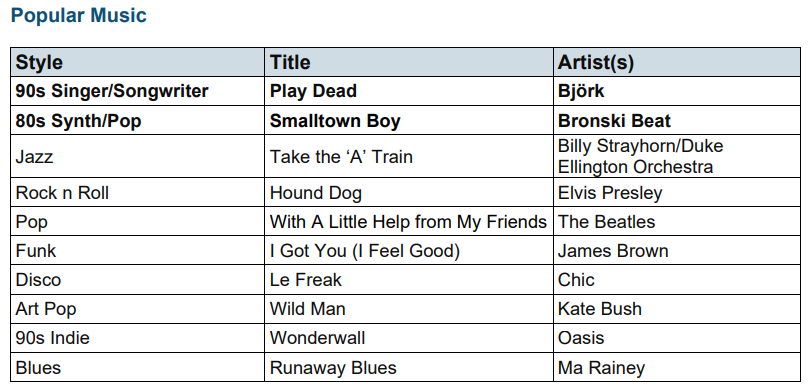 Popular Music
Style Title Artist(s)
90s Singer/Songwriter Play Dead Björk
80s Synth/Pop Smalltown Boy Bronski Beat
Jazz Take the ‘A’ Train Billy Strayhorn/Duke
Ellington Orchestra
Rock n Roll Hound Dog Elvis Presley
Pop With A Little Help from My Friends The Beatles
Funk I Got You (I Feel Good) James Brown
Disco Le Freak Chic
Art Pop Wild Man Kate Bush
90s Indie Wonderwall Oasis
Blues Runaway Blues Ma Rainey